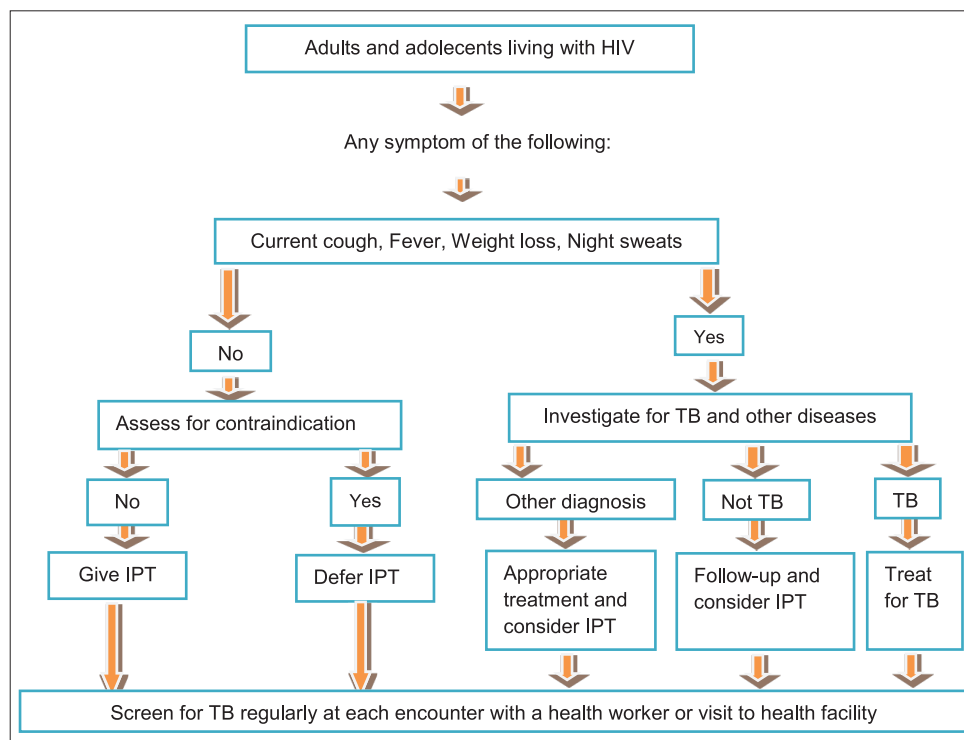 Adults and adolecents living with HIV
Any symptom of the following:
Current cough, Fever, Weight loss, Night sweats
No
Yes
Assess for contraindication
Investigate for TB and other diseases
No
Yes
Other diagnosis
Not TB
TB
Give IPT
Defer IPT
Appropriate
treatment and
consider IPT
Follow-up and
consider IPT
Treat
for TB
Screen for TB regularly at each encounter with a health worker or visit to health facility